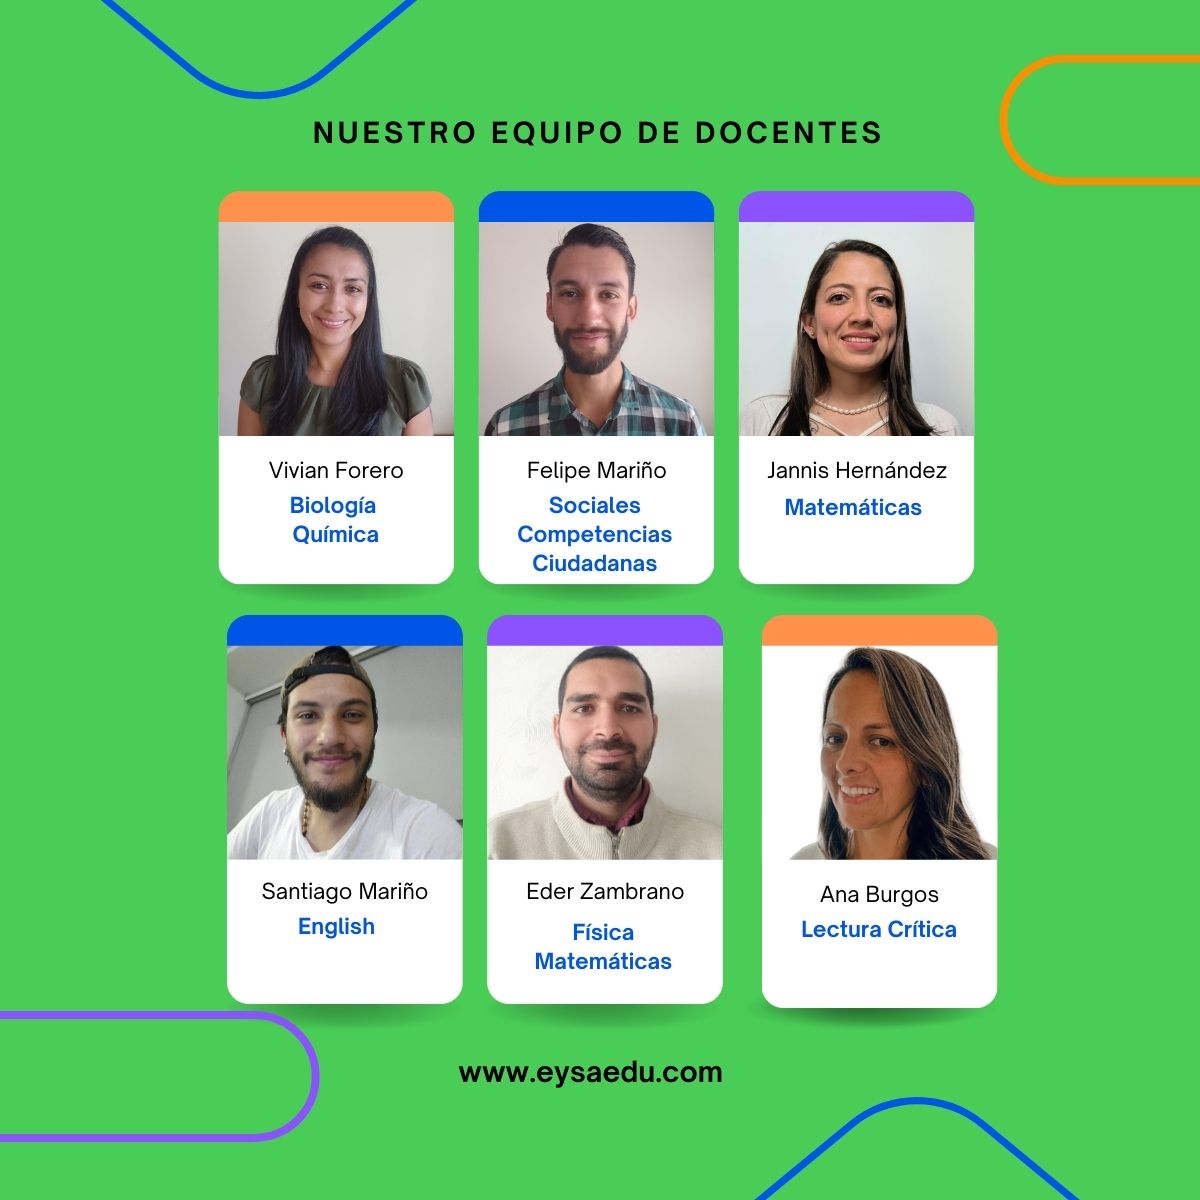 NUESTRO EQUIPO DE DOCENTES
Vivian Forero
Biología
Química
Felipe Mariño
Sociales
Competencias
Ciudadanas
Jannis Hernández
Matemáticas
Santiago Mariño
English
Eder Zambrano
Física
Matemáticas
Ana Burgos
Lectura Crítica
www.eysaedu.com